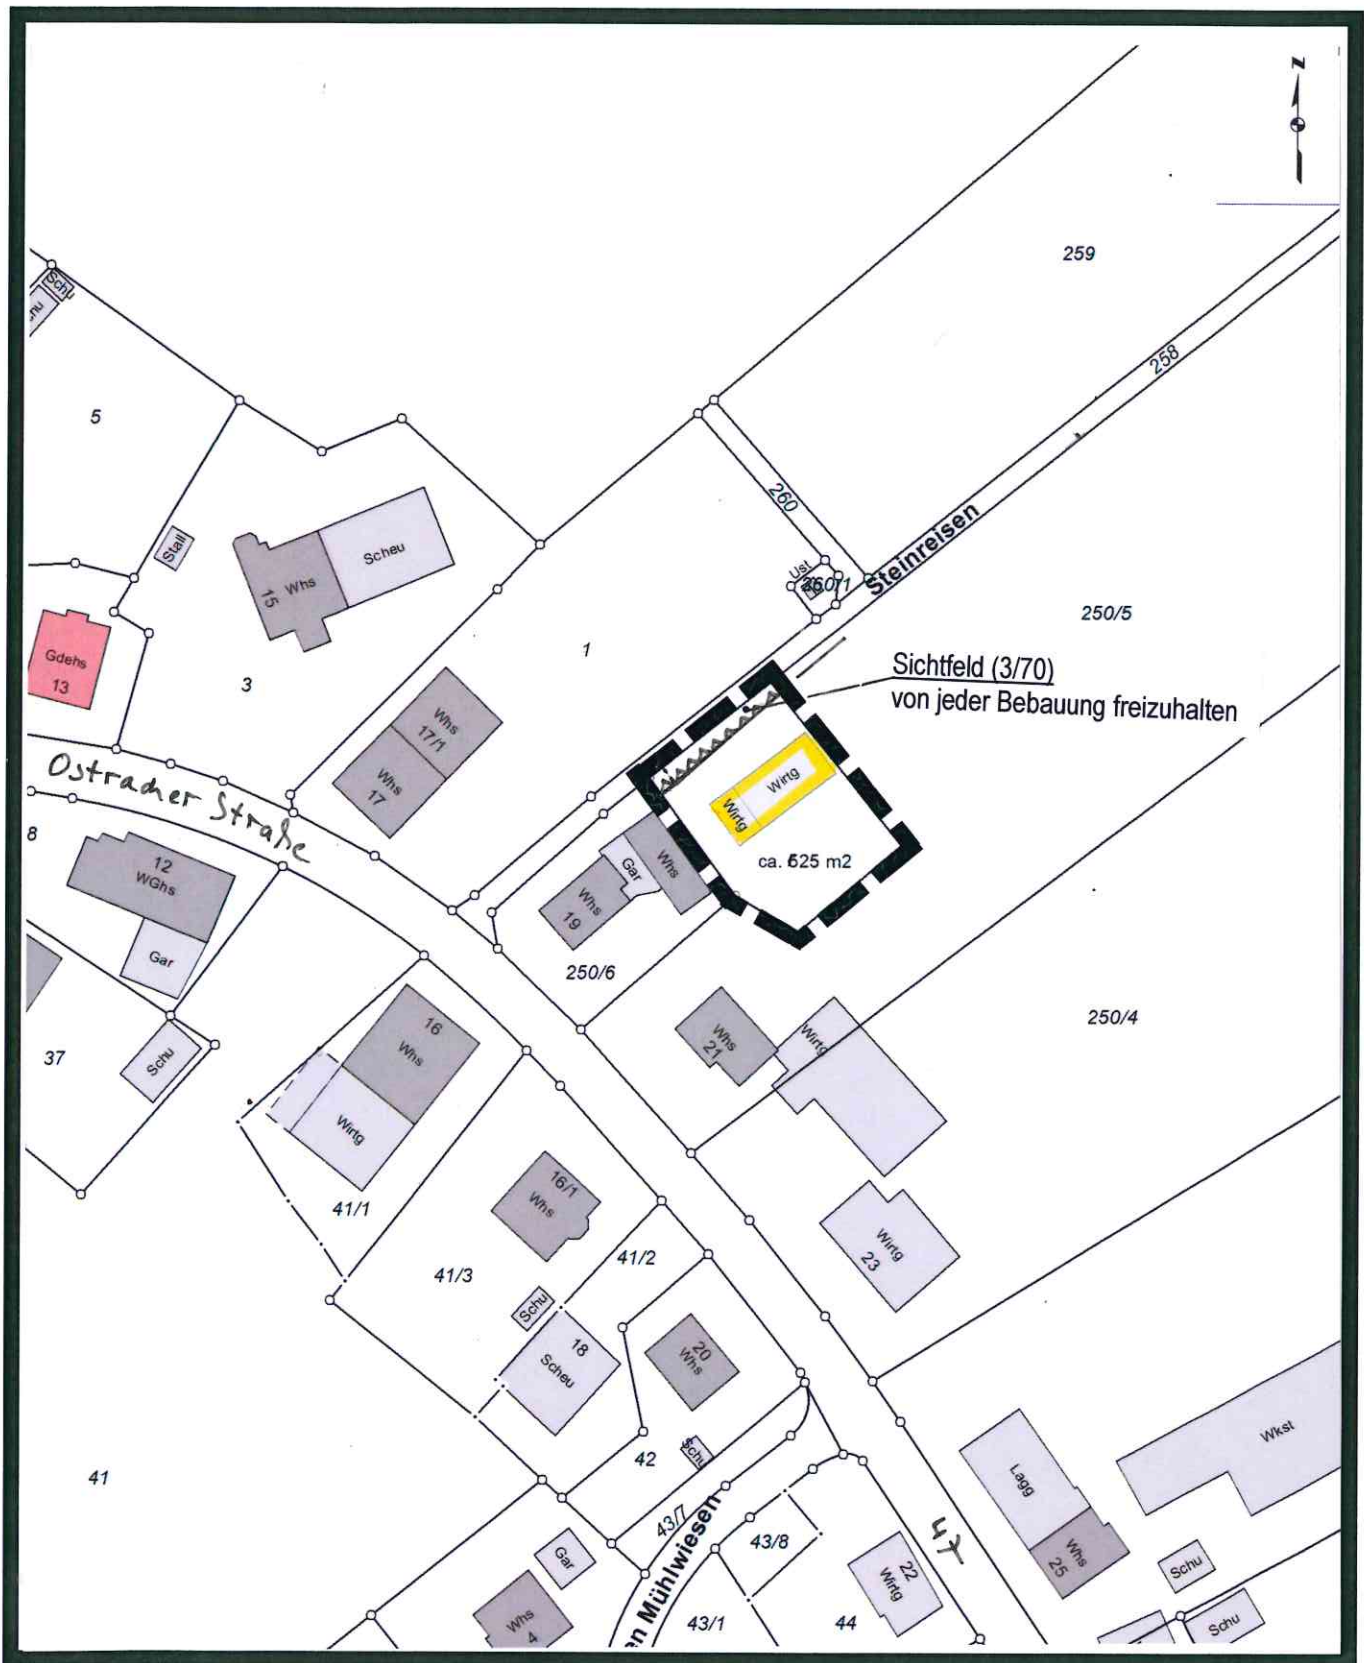 N
259
258
Schu
5
260
Stall
Scheu
Whs
15
Ust
260/1
Steinreisen
250/5
Gdehs
13
3
1
Sichtfeld (3/70)
von jeder Bebauung freizuhalten
Whs
17/1
Whs
17
Ostracher Straße
Wirtg
Wirtg
ca. 625 m2
8
12
WGhs
Gar
Whs
Gar
Whs
19
250/6
16
Whs
Whs
21
Wirtg
250/4
37
Schu
Wirtg
41/1
16/1
Whs
41/2
41/3
Wirtg
23
Schu
18
Scheu
20
Whs
Schu
42
41
Wkst
Lagg
43/7
en Mühlwiesen
43/8
47
Whs
25
Gar
22
Wirtg
Schu
Whs
4
43/1
44
Schu